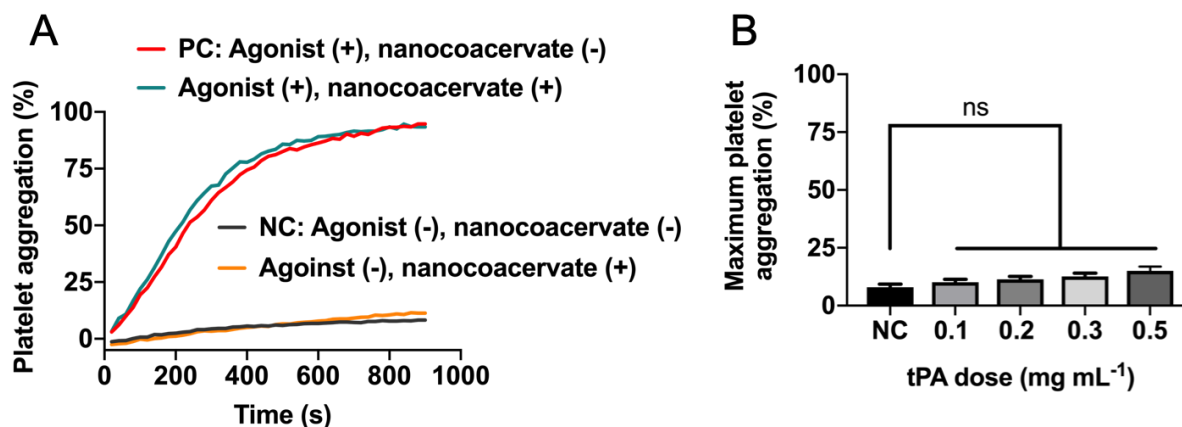 A
PC: Agonist (+), nanocoacervate (-)
Agonist (+), nanocoacervate (+)
Platelet aggregation (%)
100
75
50
25
0
NC: Agonist (-), nanocoacervate (-)
Agoinst (-), nanocoacervate (+)
0 200 400 600 800 1000
Time (s)
B
Maximum platelet
aggregation (%)
100
75
50
25
0
ns
NC 0.1 0.2 0.3 0.5
tPA dose (mg mL⁻¹)